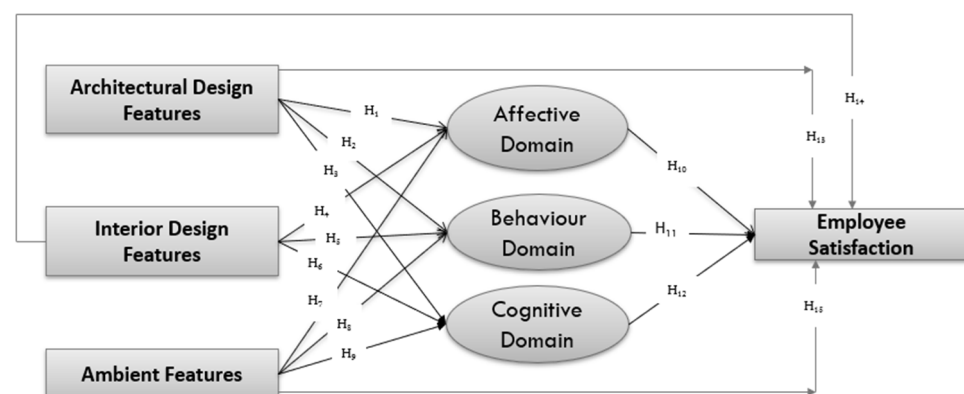 Architectural Design
Features
Interior Design
Features
Ambient Features
H₁
H₂
H₃
H₄
H₅
H₆
H₇
H₈
H₉
Affective
Domain
Behaviour
Domain
Cognitive
Domain
H₁₀
H₁₁
H₁₂
H₁₃
H₁₄
H₁₅
Employee
Satisfaction